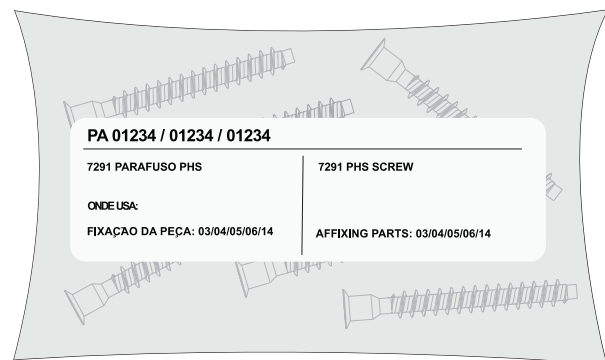 PA 01234 / 01234 / 01234
7291 PARAFUSO PHS
ONDE USA:
FIXAÇÃO DA PEÇA: 03/04/05/06/14
7291 PHS SCREW
AFFIXING PARTS: 03/04/05/06/14